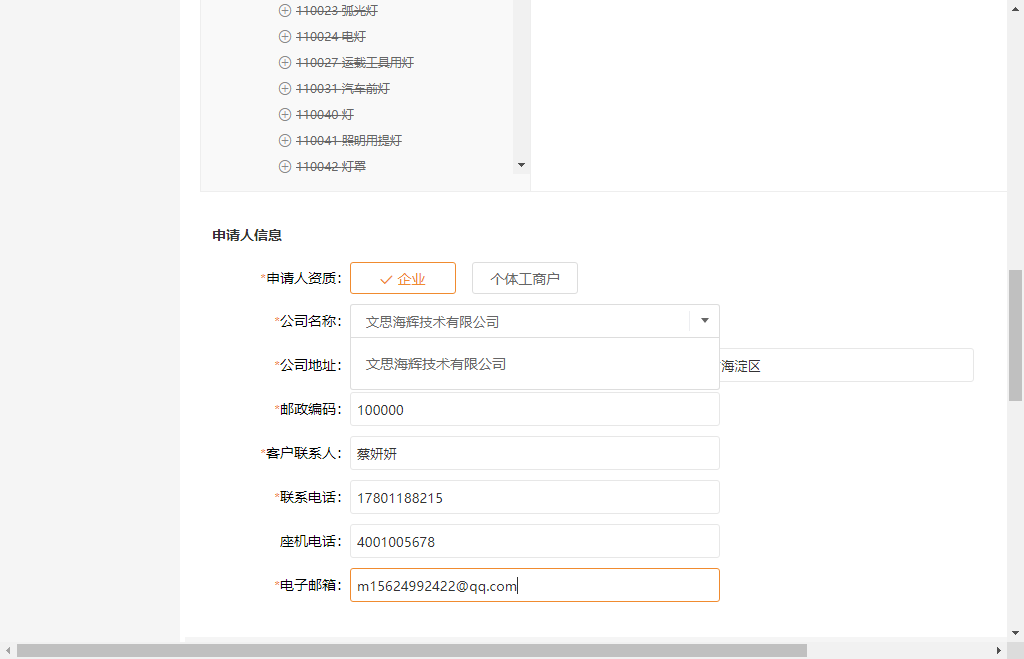 110023 弧光灯
110024 电灯
110027 运载工具用灯
110031 汽车前灯
110040 灯
110041 照明用提灯
110042 灯罩
申请人信息
*申请人资质： 企业 个体工商户
*公司名称： 文思海辉技术有限公司
文思海辉技术有限公司
*公司地址： 海淀区
*邮政编码： 100000
*客户联系人： 蔡妍妍
*联系电话： 17801188215
座机电话： 4001005678
*电子邮箱： m15624992422@qq.com